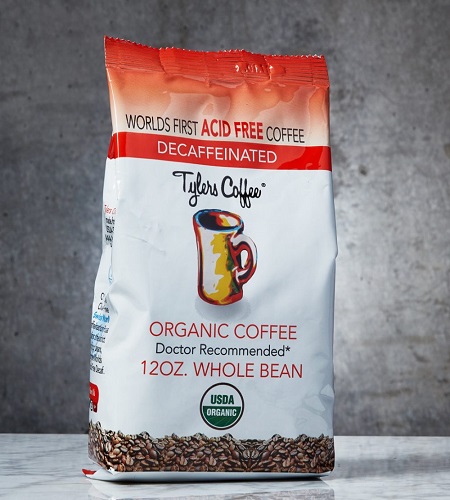 WORLDS FIRST ACID FREE COFFEE
DECAFFEINATED
Tylers Coffee®
ORGANIC COFFEE
Doctor Recommended*
12OZ. WHOLE BEAN
USDA
ORGANIC